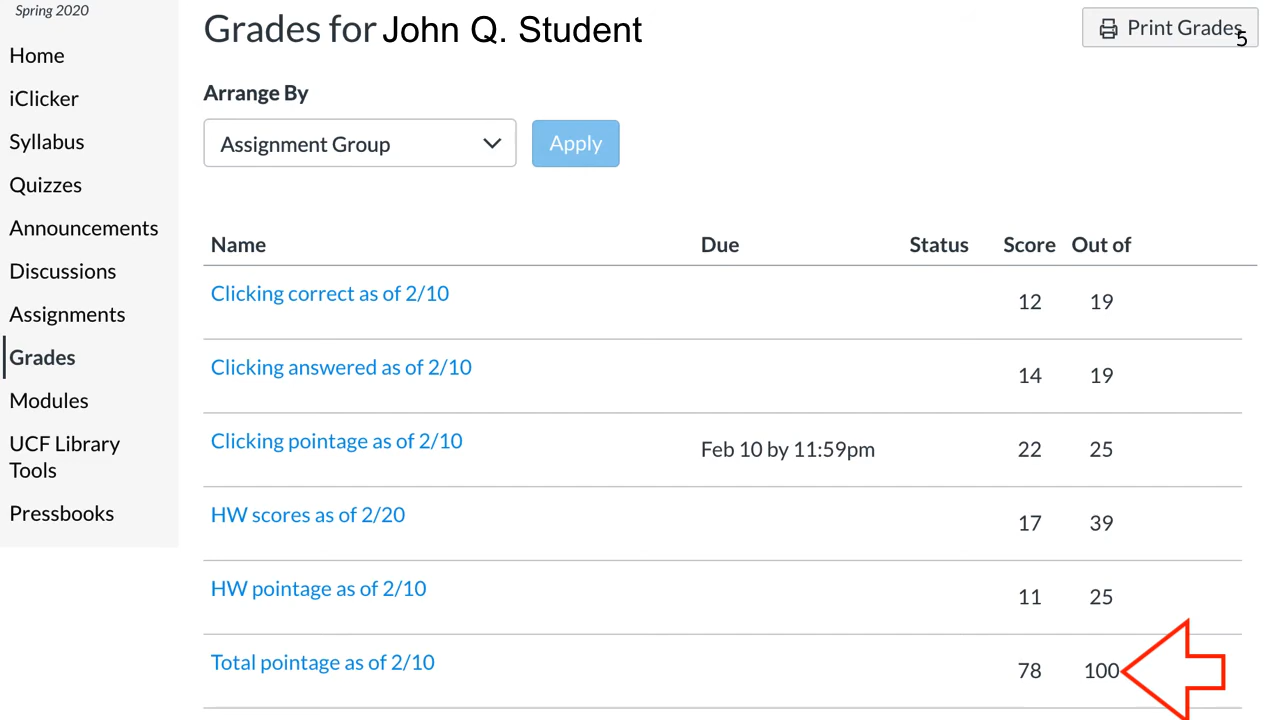 Spring 2020
Home
iClicker
Syllabus
Quizzes
Announcements
Discussions
Assignments
Grades
Modules
UCF Library
Tools
Pressbooks
Grades for John Q. Student
Print Grades
5
Arrange By
Assignment Group
Apply
Name Due Status Score Out of
Clicking correct as of 2/10 12 19
Clicking answered as of 2/10 14 19
Clicking pointage as of 2/10 Feb 10 by 11:59pm 22 25
HW scores as of 2/20 17 39
HW pointage as of 2/10 11 25
Total pointage as of 2/10 78 100